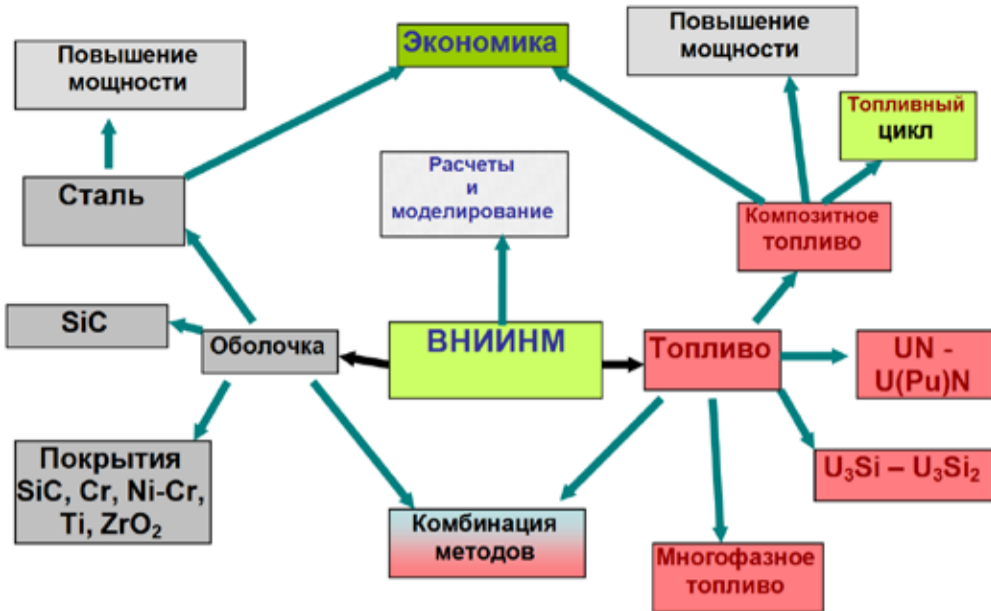 Повышение
мощности
Экономика
Повышение
мощности
Топливный
цикл
Расчеты
и
моделирование
Сталь
Композитное
топливо
SiC
Оболочка
ВНИИНМ
Топливо
UN -
U(Pu)N
Покрытия
SiC, Cr, Ni-Cr,
Ti, ZrO₂
U₃Si – U₃Si₂
Комбинация
методов
Многофазное
топливо